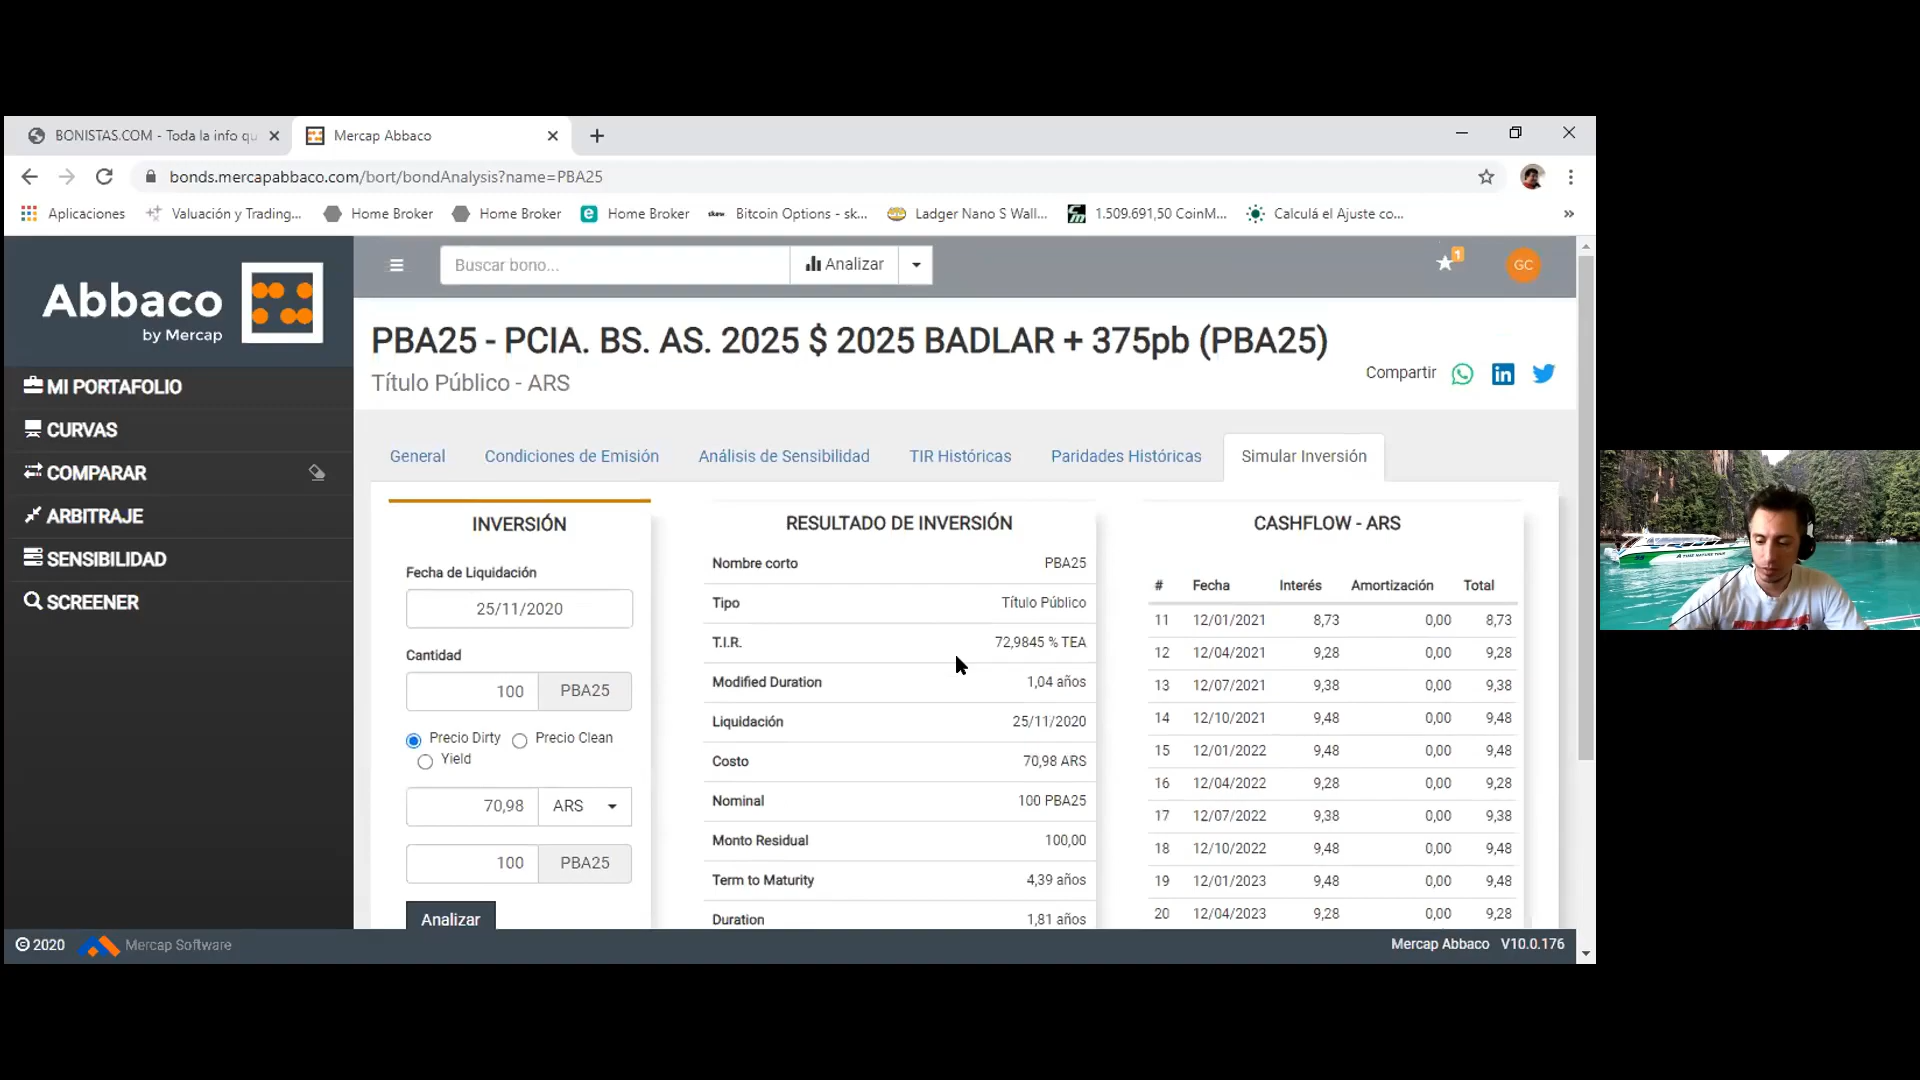 BONISTAS.COM - Toda la info qu
Mercap Abbaco
bonds.mercapabbaco.com/bort/bondAnalysis?name=PBA25
Aplicaciones Valuación y Trading... Home Broker Home Broker Home Broker skew Bitcoin Options - sk... Ladger Nano S Wall... 1.509.691,50 CoinM... Calculá el Ajuste co... »
Abbaco
by Mercap
Buscar bono... Analizar
1
GC
MI PORTAFOLIO
CURVAS
COMPARAR
ARBITRAJE
SENSIBILIDAD
SCREENER
PBA25 - PCIA. BS. AS. 2025 $ 2025 BADLAR + 375pb (PBA25)
Título Público - ARS
Compartir
General Condiciones de Emisión Análisis de Sensibilidad TIR Históricas Paridades Históricas Simular Inversión
INVERSIÓN
Fecha de Liquidación
25/11/2020
Cantidad
100 PBA25
Precio Dirty Precio Clean
Yield
70,98 ARS
100 PBA25
Analizar
RESULTADO DE INVERSIÓN
Nombre corto PBA25
Tipo Título Público
T.I.R. 72,9845 % TEA
Modified Duration 1,04 años
Liquidación 25/11/2020
Costo 70,98 ARS
Nominal 100 PBA25
Monto Residual 100,00
Term to Maturity 4,39 años
Duration 1,81 años
CASHFLOW - ARS
# Fecha Interés Amortización Total
11 12/01/2021 8,73 0,00 8,73
12 12/04/2021 9,28 0,00 9,28
13 12/07/2021 9,38 0,00 9,38
14 12/10/2021 9,48 0,00 9,48
15 12/01/2022 9,48 0,00 9,48
16 12/04/2022 9,28 0,00 9,28
17 12/07/2022 9,38 0,00 9,38
18 12/10/2022 9,48 0,00 9,48
19 12/01/2023 9,48 0,00 9,48
20 12/04/2023 9,28 0,00 9,28
© 2020 Mercap Software
Mercap Abbaco V10.0.176